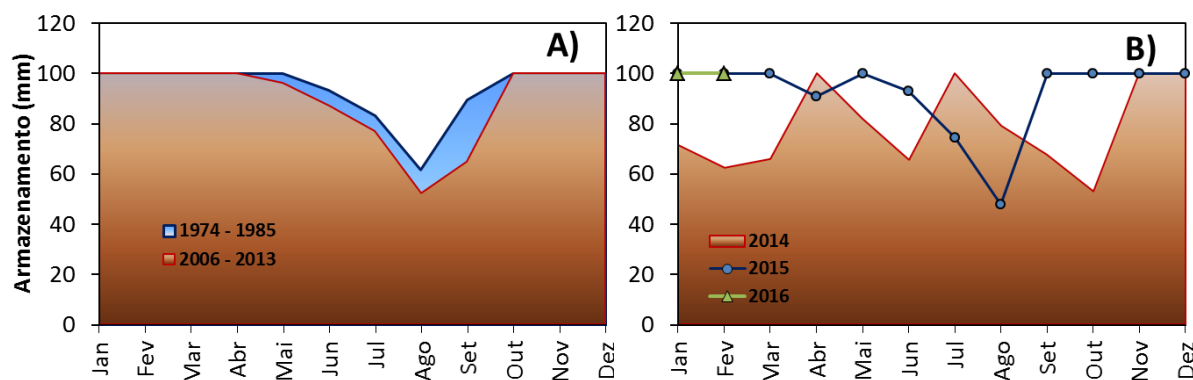 Armazenamento (mm)
120
100
80
60
40
20
0
A)
1974 - 1985
2006 - 2013
Jan Fev Mar Abr Mai Jun Jul Ago Set Out Nov Dez
120
100
80
60
40
20
0
B)
2014
2015
2016
Jan Fev Mar Abr Mai Jun Jul Ago Set Out Nov Dez